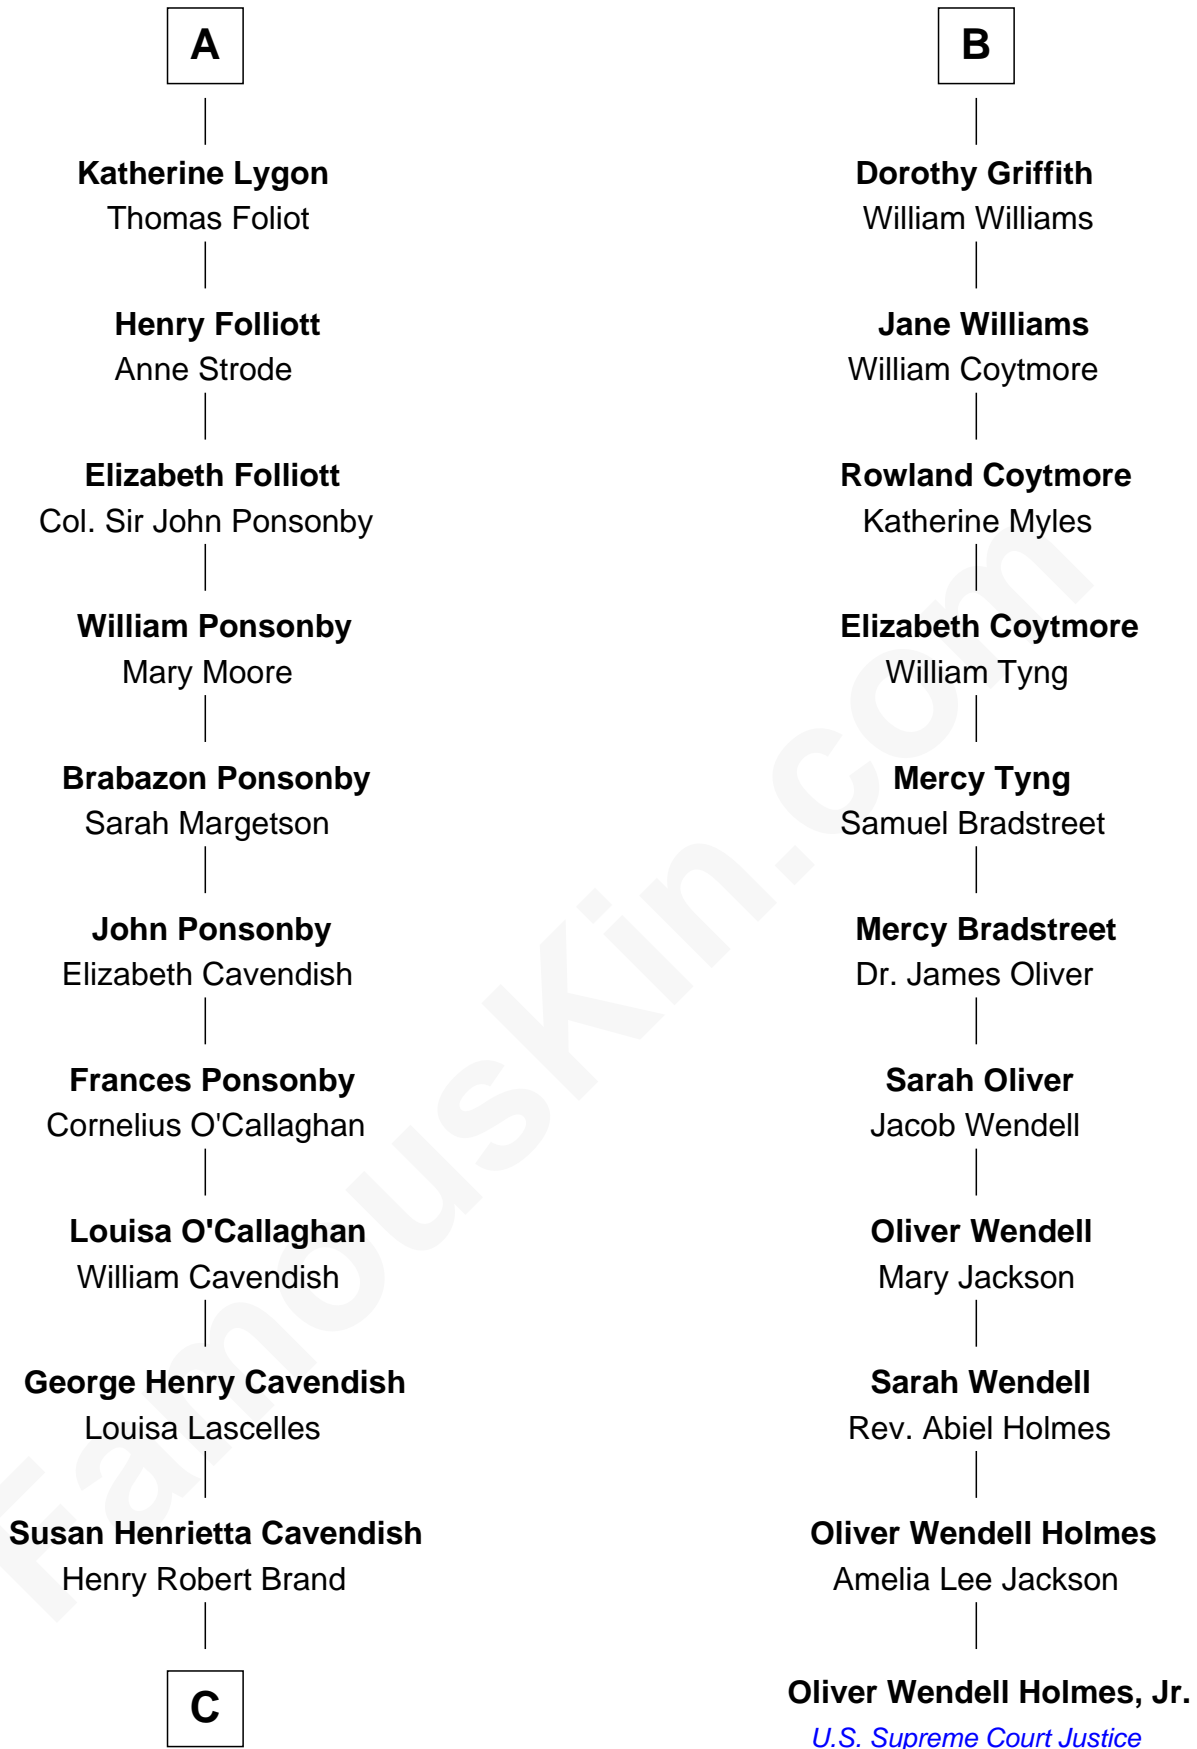 A
Katherine Lygon
Thomas Foliot
Henry Folliott
Anne Strode
Elizabeth Folliott
Col. Sir John Ponsonby
William Ponsonby
Mary Moore
Brabazon Ponsonby
Sarah Margetson
John Ponsonby
Elizabeth Cavendish
Frances Ponsonby
Cornelius O'Callaghan
Louisa O'Callaghan
William Cavendish
George Henry Cavendish
Louisa Lascelles
Susan Henrietta Cavendish
Henry Robert Brand
C
B
Dorothy Griffith
William Williams
Jane Williams
William Coytmore
Rowland Coytmore
Katherine Myles
Elizabeth Coytmore
William Tyng
Mercy Tyng
Samuel Bradstreet
Mercy Bradstreet
Dr. James Oliver
Sarah Oliver
Jacob Wendell
Oliver Wendell
Mary Jackson
Sarah Wendell
Rev. Abiel Holmes
Oliver Wendell Holmes
Amelia Lee Jackson
Oliver Wendell Holmes, Jr.
U.S. Supreme Court Justice
FamousKin.com